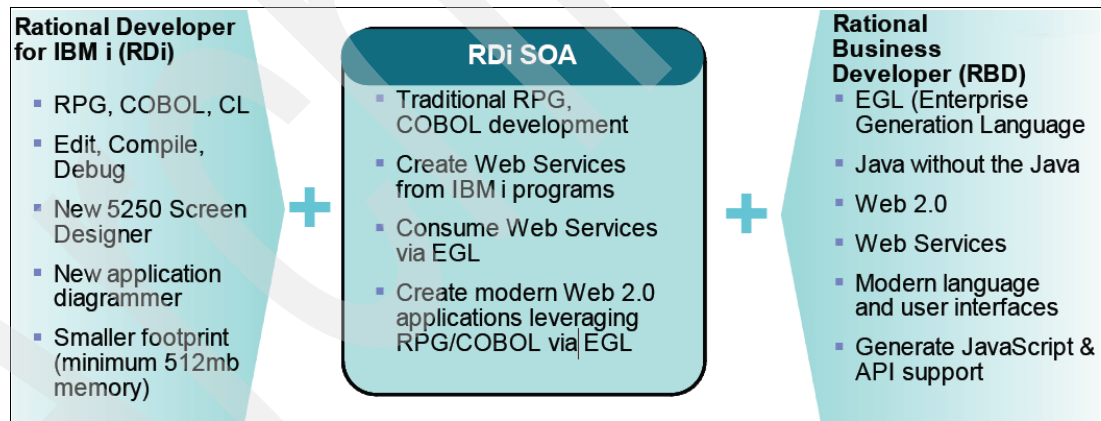 Rational Developer
for IBM i (RDi)
▪ RPG, COBOL, CL
▪ Edit, Compile,
Debug
▪ New 5250 Screen
Designer
▪ New application
diagrammer
▪ Smaller footprint
(minimum 512mb
memory)
+
RDi SOA
▪ Traditional RPG,
COBOL development
▪ Create Web Services
from IBM i programs
▪ Consume Web Services
via EGL
▪ Create modern Web 2.0
applications leveraging
RPG/COBOL via EGL
+
Rational
Business
Developer (RBD)
▪ EGL (Enterprise
Generation Language
▪ Java without the Java
▪ Web 2.0
▪ Web Services
▪ Modern language
and user interfaces
▪ Generate JavaScript &
API support